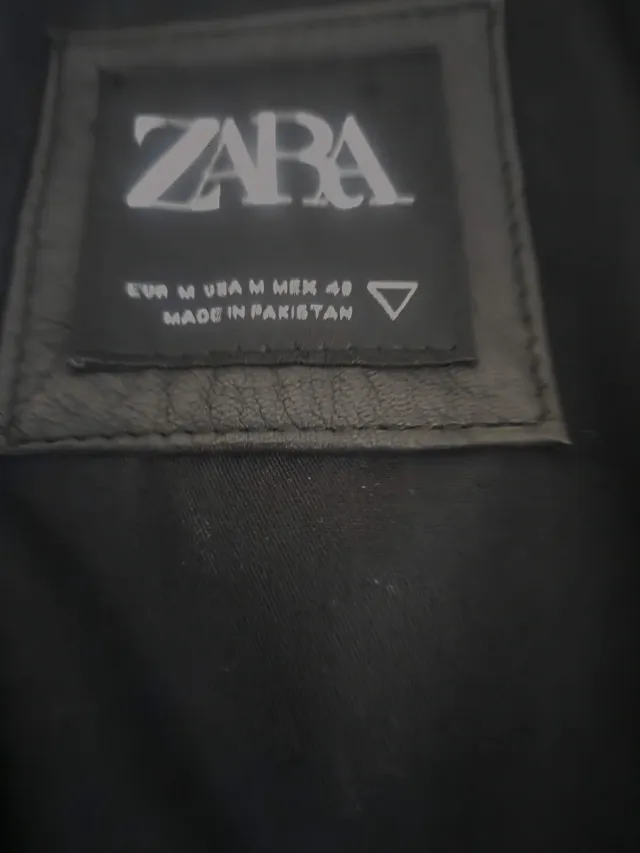 ZARA
EUR M USA M MEX 40
MADE IN PAKISTAN